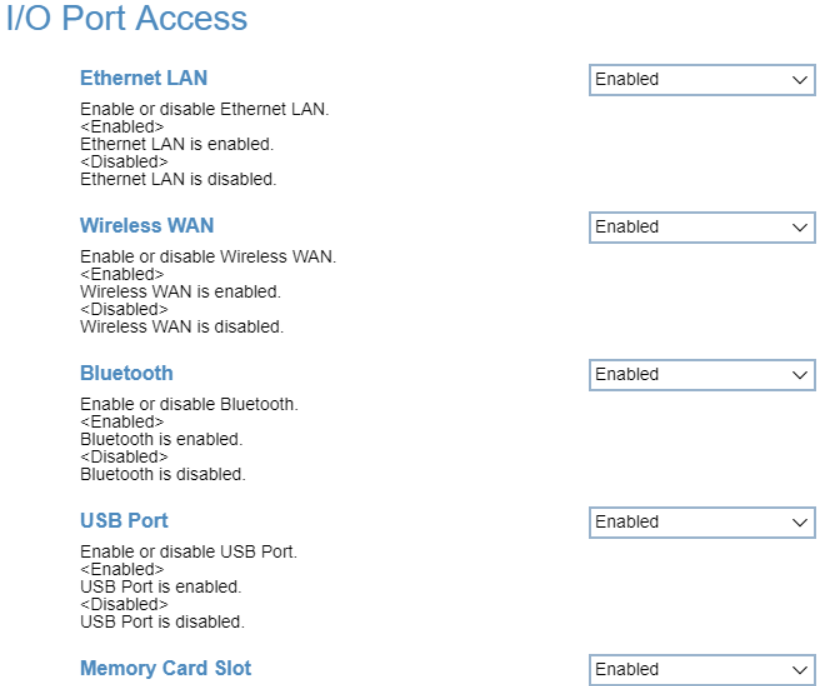 I/O Port Access
Ethernet LAN
Enabled
Enable or disable Ethernet LAN.
<Enabled>
Ethernet LAN is enabled.
<Disabled>
Ethernet LAN is disabled.
Wireless WAN
Enabled
Enable or disable Wireless WAN.
<Enabled>
Wireless WAN is enabled.
<Disabled>
Wireless WAN is disabled.
Bluetooth
Enabled
Enable or disable Bluetooth.
<Enabled>
Bluetooth is enabled.
<Disabled>
Bluetooth is disabled.
USB Port
Enabled
Enable or disable USB Port.
<Enabled>
USB Port is enabled.
<Disabled>
USB Port is disabled.
Memory Card Slot
Enabled